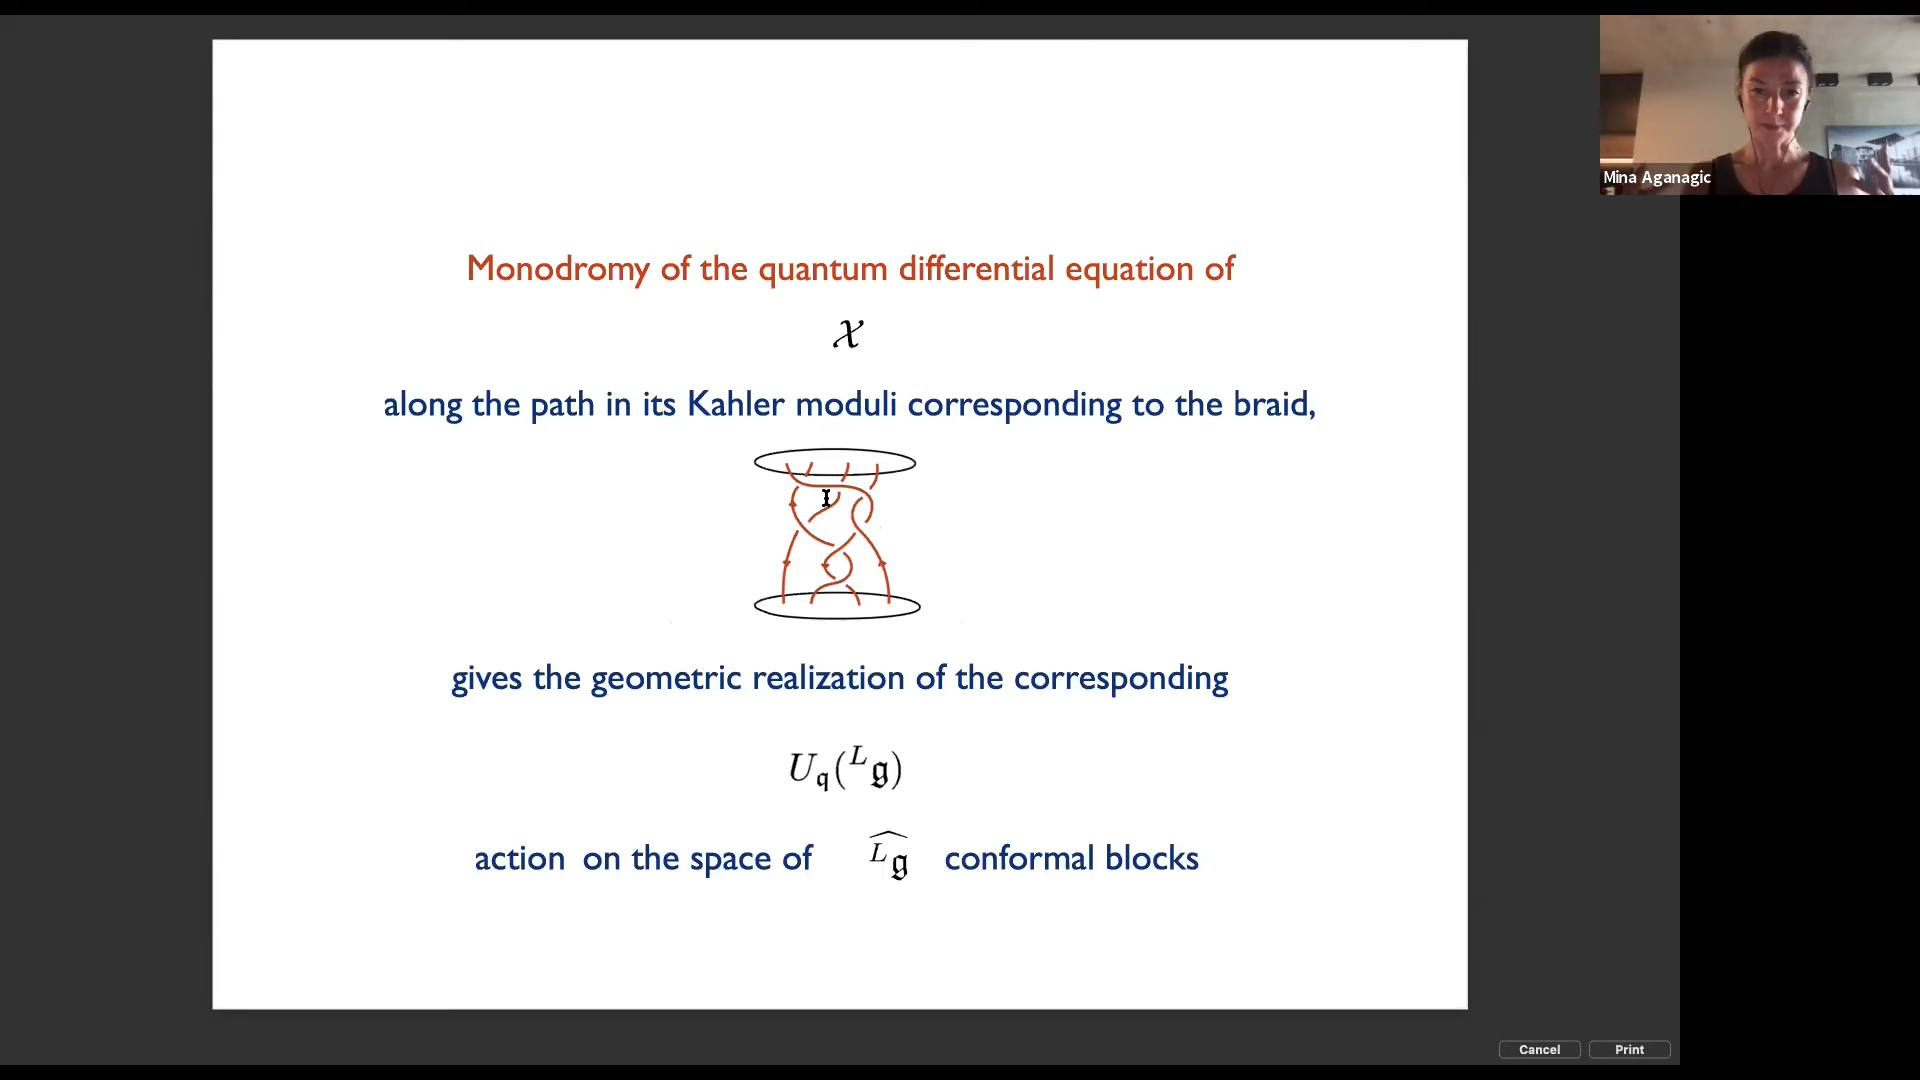 Mina Aganagic
Monodromy of the quantum differential equation of
𝒳
along the path in its Kahler moduli corresponding to the braid,
gives the geometric realization of the corresponding
U_𝔮(^L𝔤)
action on the space of \widehat{^L𝔤} conformal blocks
Cancel Print